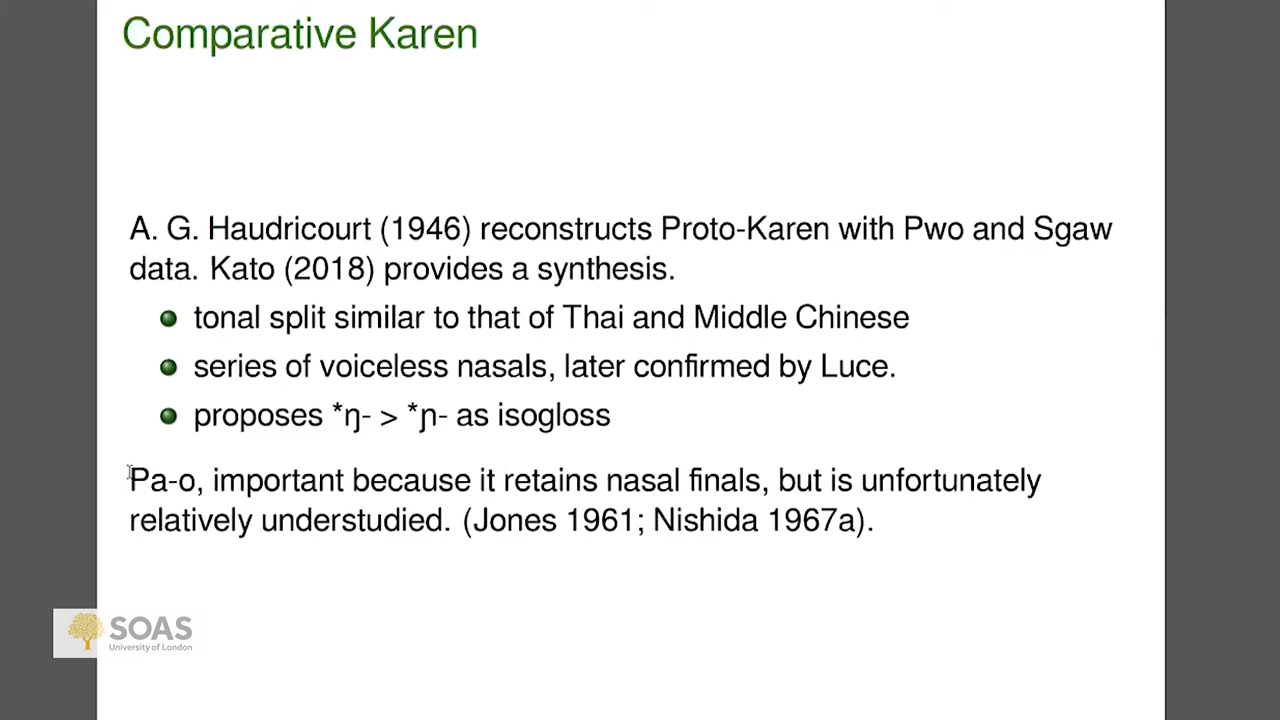 Comparative Karen
A. G. Haudricourt (1946) reconstructs Proto-Karen with Pwo and Sgaw
data. Kato (2018) provides a synthesis.
tonal split similar to that of Thai and Middle Chinese
series of voiceless nasals, later confirmed by Luce.
proposes *ŋ- > *ɲ- as isogloss
Pa-o, important because it retains nasal finals, but is unfortunately
relatively understudied. (Jones 1961; Nishida 1967a).
SOAS
University of London